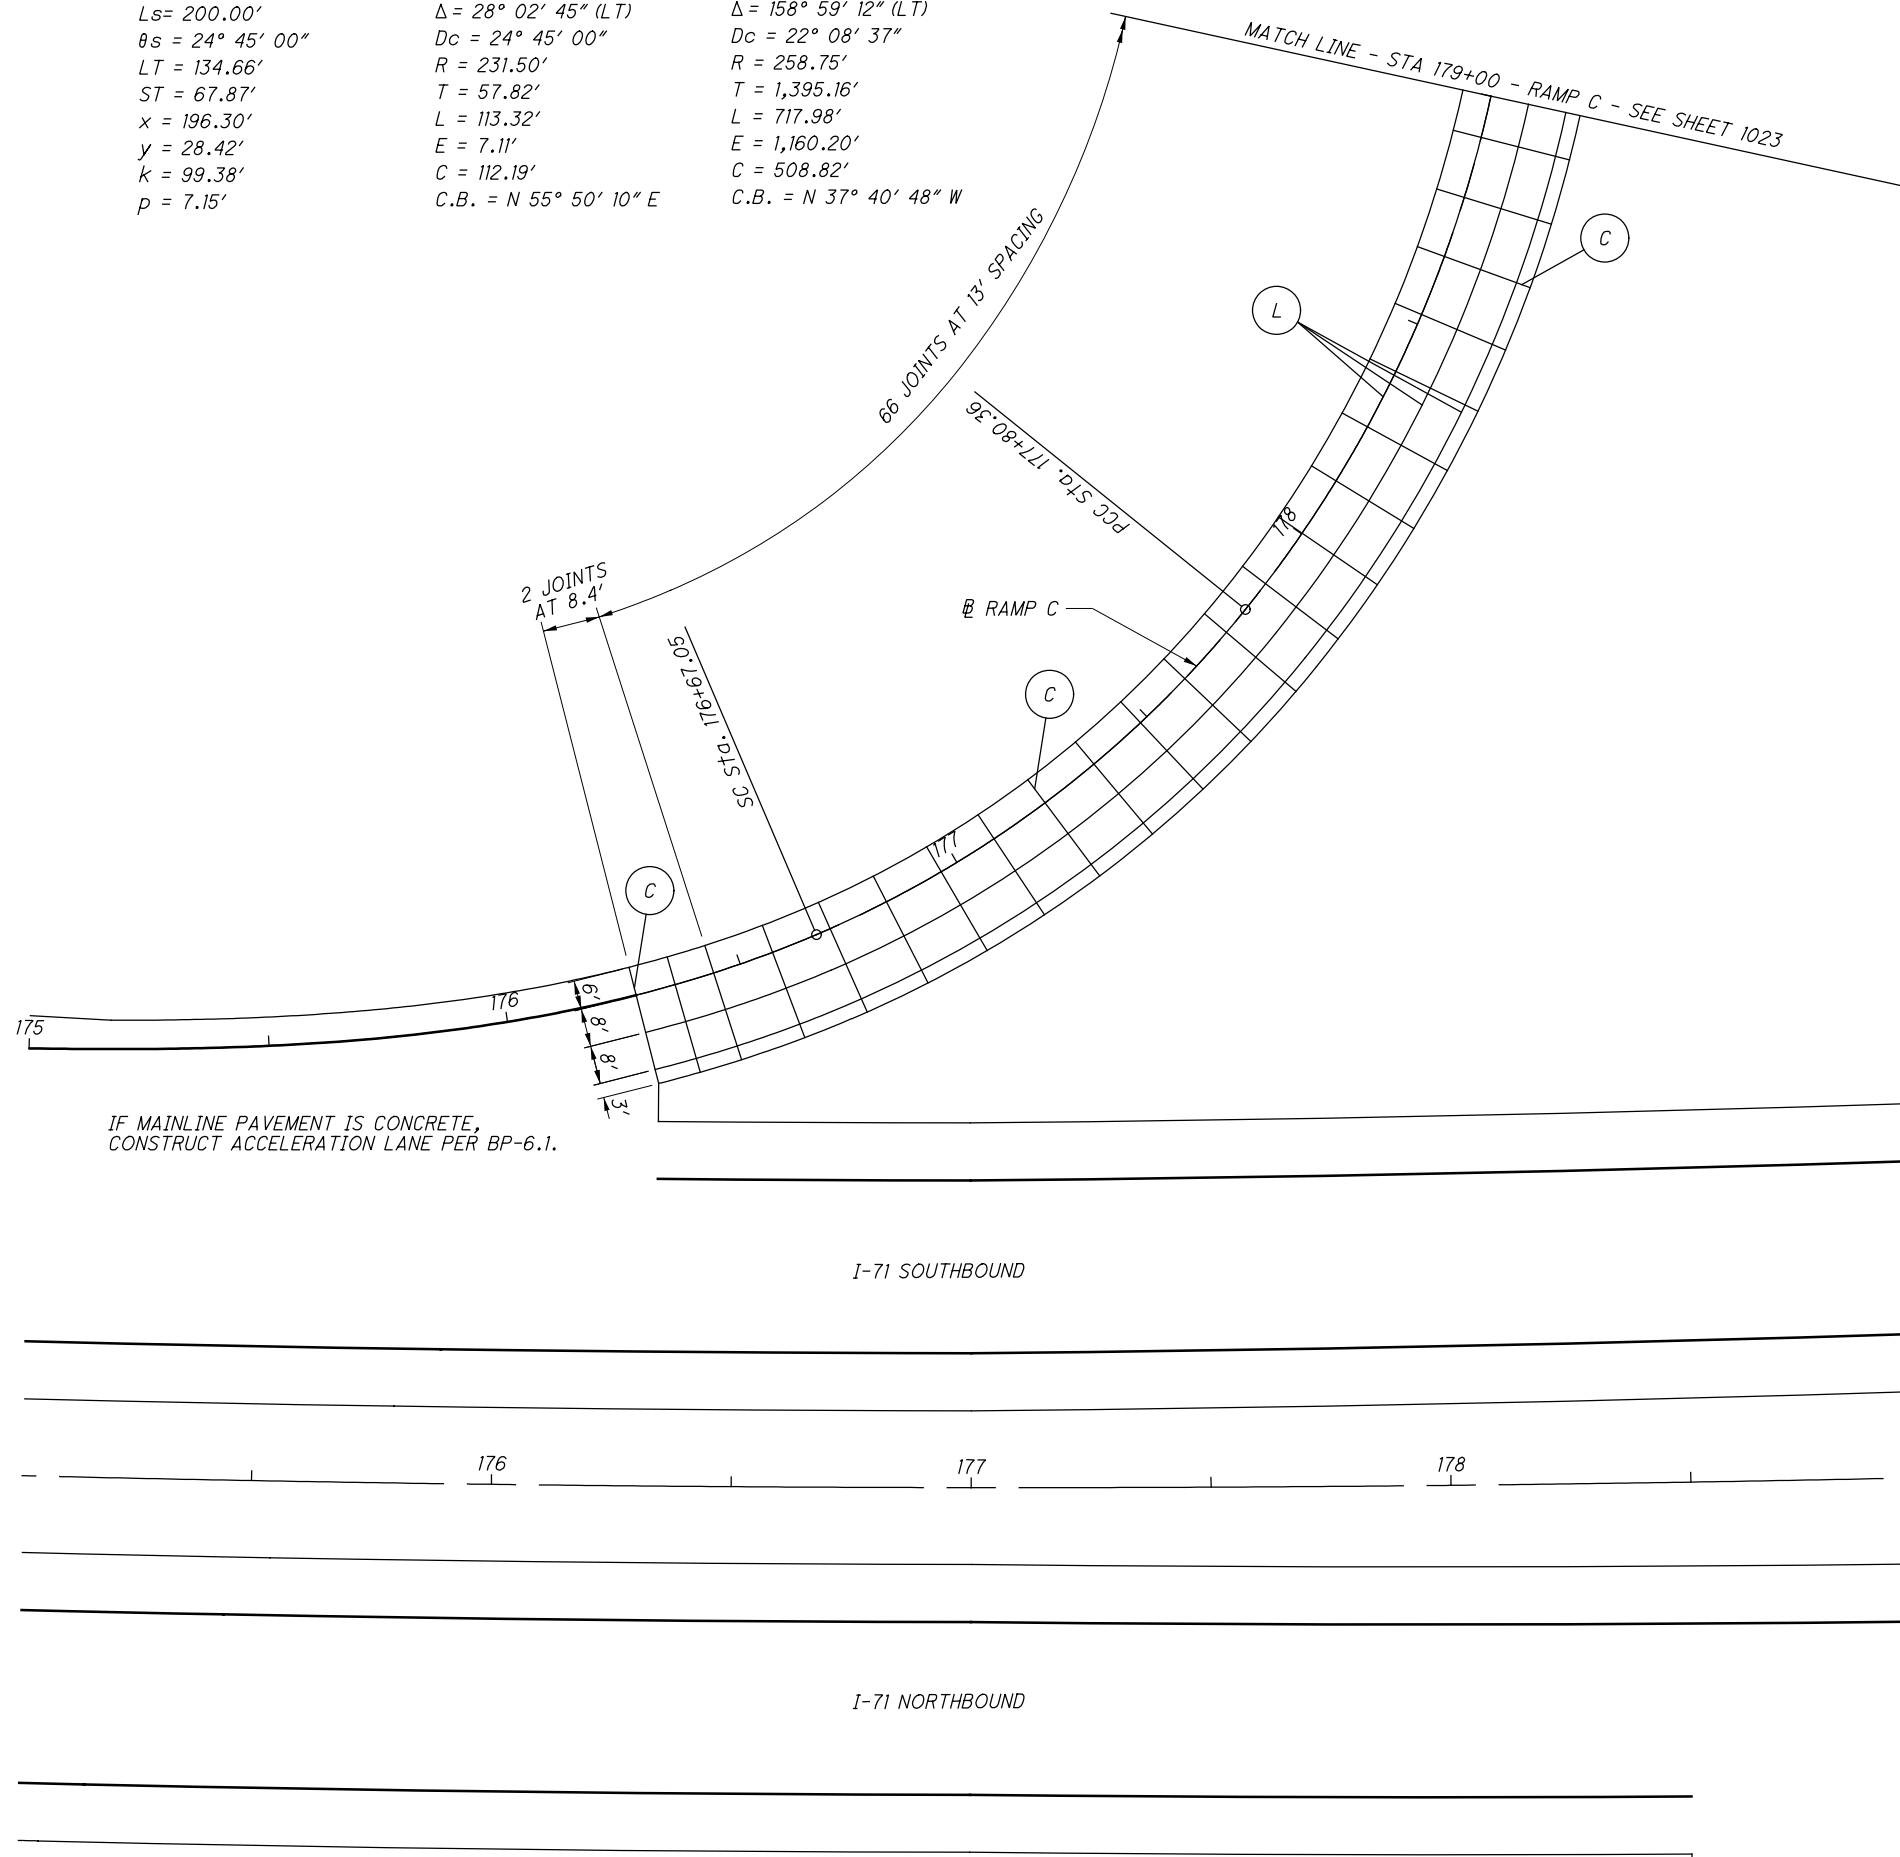 Ls= 200.00'
θs = 24° 45' 00"
LT = 134.66'
ST = 67.87'
x = 196.30'
y = 28.42'
k = 99.38'
p = 7.15'
Δ = 28° 02' 45" (LT)
Dc = 24° 45' 00"
R = 231.50'
T = 57.82'
L = 113.32'
E = 7.11'
C = 112.19'
C.B. = N 55° 50' 10" E
Δ = 158° 59' 12" (LT)
Dc = 22° 08' 37"
R = 258.75'
T = 1,395.16'
L = 717.98'
E = 1,160.20'
C = 508.82'
C.B. = N 37° 40' 48" W
MATCH LINE - STA 179+00 - RAMP C - SEE SHEET 1023
C
L
66 JOINTS AT 13' SPACING
PCC Sta. 177+80.36
178
2 JOINTS
AT 8.4'
℄ RAMP C
SC Sta. 176+67.05
C
177
C
175
176
6'
8'
8'
3'
IF MAINLINE PAVEMENT IS CONCRETE,
CONSTRUCT ACCELERATION LANE PER BP-6.1.
I-71 SOUTHBOUND
176
177
178
I-71 NORTHBOUND